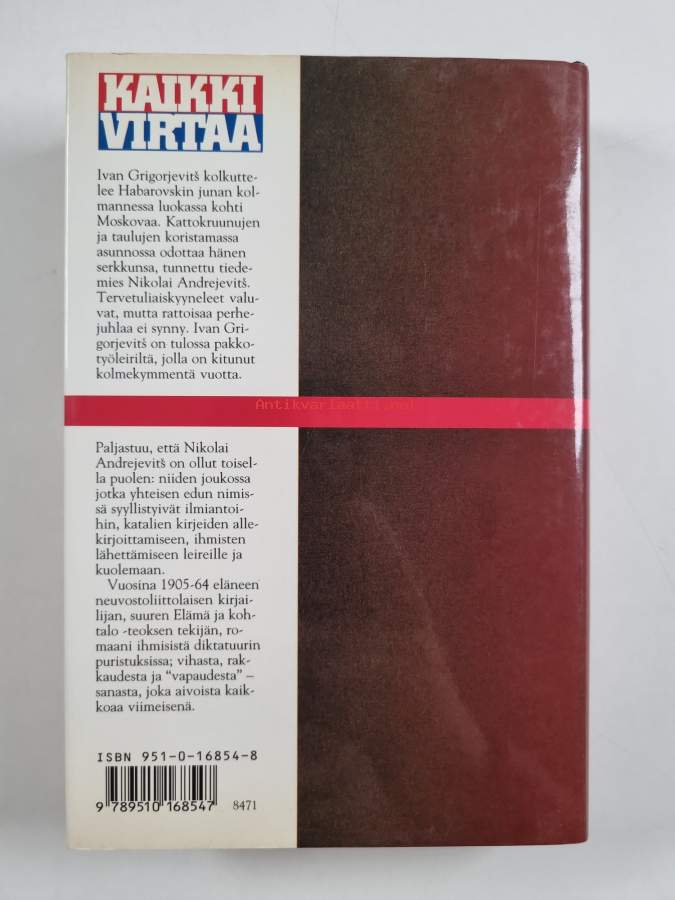 KAIKKI
VIRTAA
Ivan Grigorjevitš kolkutte-
lee Habarovskin junan kol-
mannessa luokassa kohti
Moskovaa. Kattokruunujen
ja taulujen koristamassa
asunnossa odottaa hänen
serkkunsa, tunnettu tiede-
mies Nikolai Andrejevitš.
Tervetuliaiskyyneleet valu-
vat, mutta rattoisaa perhe-
juhlaa ei synny. Ivan Gri-
gorjevitš on tulossa pakko-
työleiriltä, jolla on kitunut
kolmekymmentä vuotta.
Antikvariaatti.net
Paljastuu, että Nikolai
Andrejevitš on ollut toisel-
la puolen: niiden joukossa
jotka yhteisen edun nimis-
sä syyllistyivät ilmiantoi-
hin, katalien kirjeiden alle-
kirjoittamiseen, ihmisten
lähettämiseen leireille ja
kuolemaan.
Vuosina 1905-64 eläneen
neuvostoliittolaisen kirjai-
lijan, suuren Elämä ja koh-
talo -teoksen tekijän, ro-
maani ihmisistä diktatuurin
puristuksissa; vihasta, rak-
kaudesta ja “vapaudesta” –
sanasta, joka aivoista kaik-
koaa viimeisenä.
ISBN 951-0-16854-8
9 789510 168547 8471